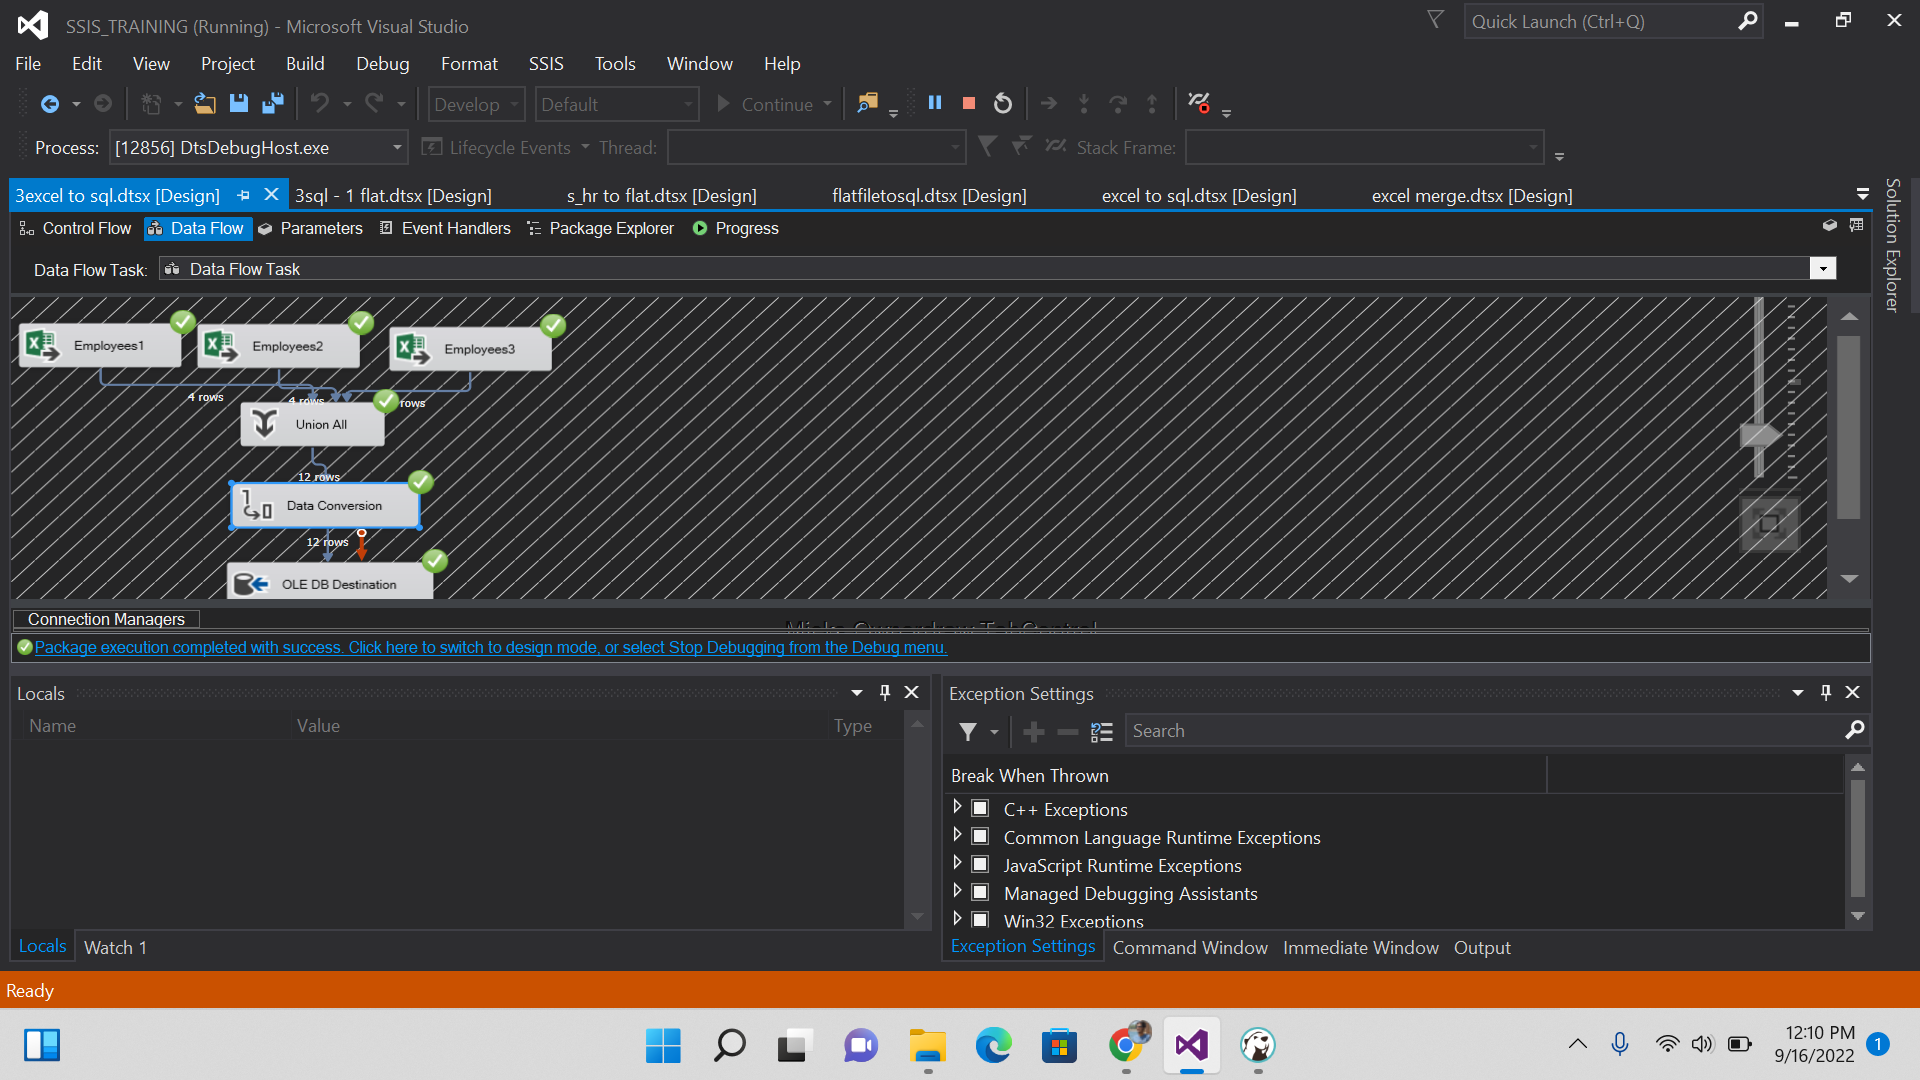 SSIS_TRAINING (Running) - Microsoft Visual Studio
Quick Launch (Ctrl+Q)
File Edit View Project Build Debug Format SSIS Tools Window Help
Develop Default Continue
Process: [12856] DtsDebugHost.exe Lifecycle Events Thread: Stack Frame:
3excel to sql.dtsx [Design] 3sql - 1 flat.dtsx [Design] s_hr to flat.dtsx [Design] flatfiletosql.dtsx [Design] excel to sql.dtsx [Design] excel merge.dtsx [Design]
Solution Explorer
Control Flow Data Flow Parameters Event Handlers Package Explorer Progress
Data Flow Task: Data Flow Task
Employees1 Employees2 Employees3
4 rows 4 rows rows
Union All
12 rows
Data Conversion
12 rows
OLE DB Destination
Connection Managers
Package execution completed with success. Click here to switch to design mode, or select Stop Debugging from the Debug menu.
Locals
Name Value Type
Locals Watch 1
Exception Settings
Search
Break When Thrown
C++ Exceptions
Common Language Runtime Exceptions
JavaScript Runtime Exceptions
Managed Debugging Assistants
Win32 Exceptions
Exception Settings Command Window Immediate Window Output
Ready
12:10 PM
9/16/2022
1